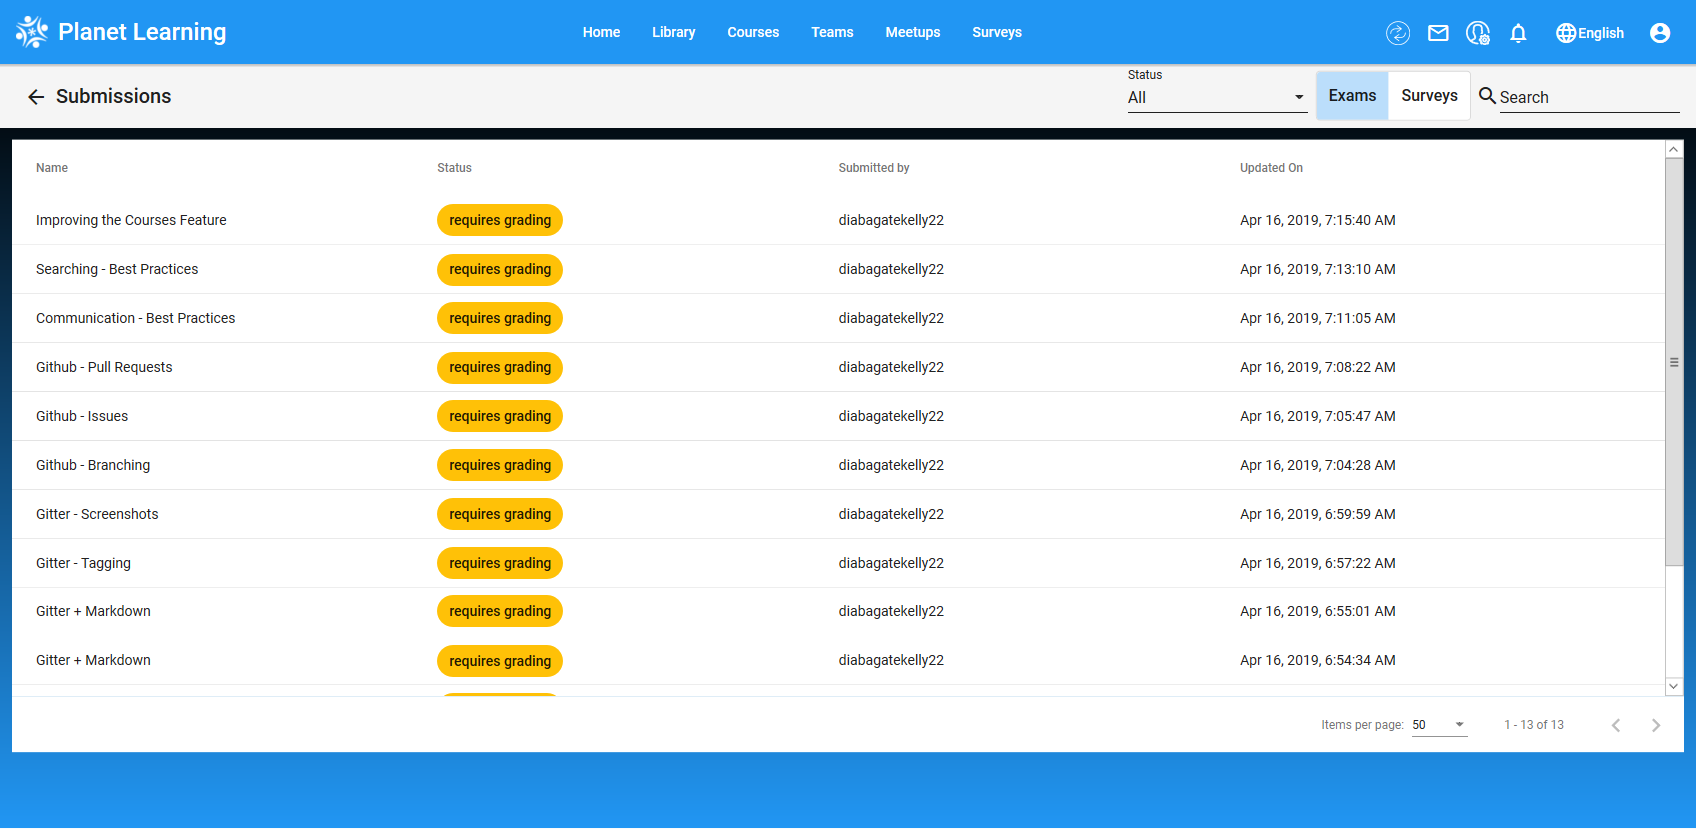 Planet Learning
Home Library Courses Teams Meetups Surveys
English
Submissions
Status
All
Exams Surveys
Search
Name Status Submitted by Updated On
Improving the Courses Feature requires grading diabagatekelly22 Apr 16, 2019, 7:15:40 AM
Searching - Best Practices requires grading diabagatekelly22 Apr 16, 2019, 7:13:10 AM
Communication - Best Practices requires grading diabagatekelly22 Apr 16, 2019, 7:11:05 AM
Github - Pull Requests requires grading diabagatekelly22 Apr 16, 2019, 7:08:22 AM
Github - Issues requires grading diabagatekelly22 Apr 16, 2019, 7:05:47 AM
Github - Branching requires grading diabagatekelly22 Apr 16, 2019, 7:04:28 AM
Gitter - Screenshots requires grading diabagatekelly22 Apr 16, 2019, 6:59:59 AM
Gitter - Tagging requires grading diabagatekelly22 Apr 16, 2019, 6:57:22 AM
Gitter + Markdown requires grading diabagatekelly22 Apr 16, 2019, 6:55:01 AM
Gitter + Markdown requires grading diabagatekelly22 Apr 16, 2019, 6:54:34 AM
Items per page: 50 1 - 13 of 13